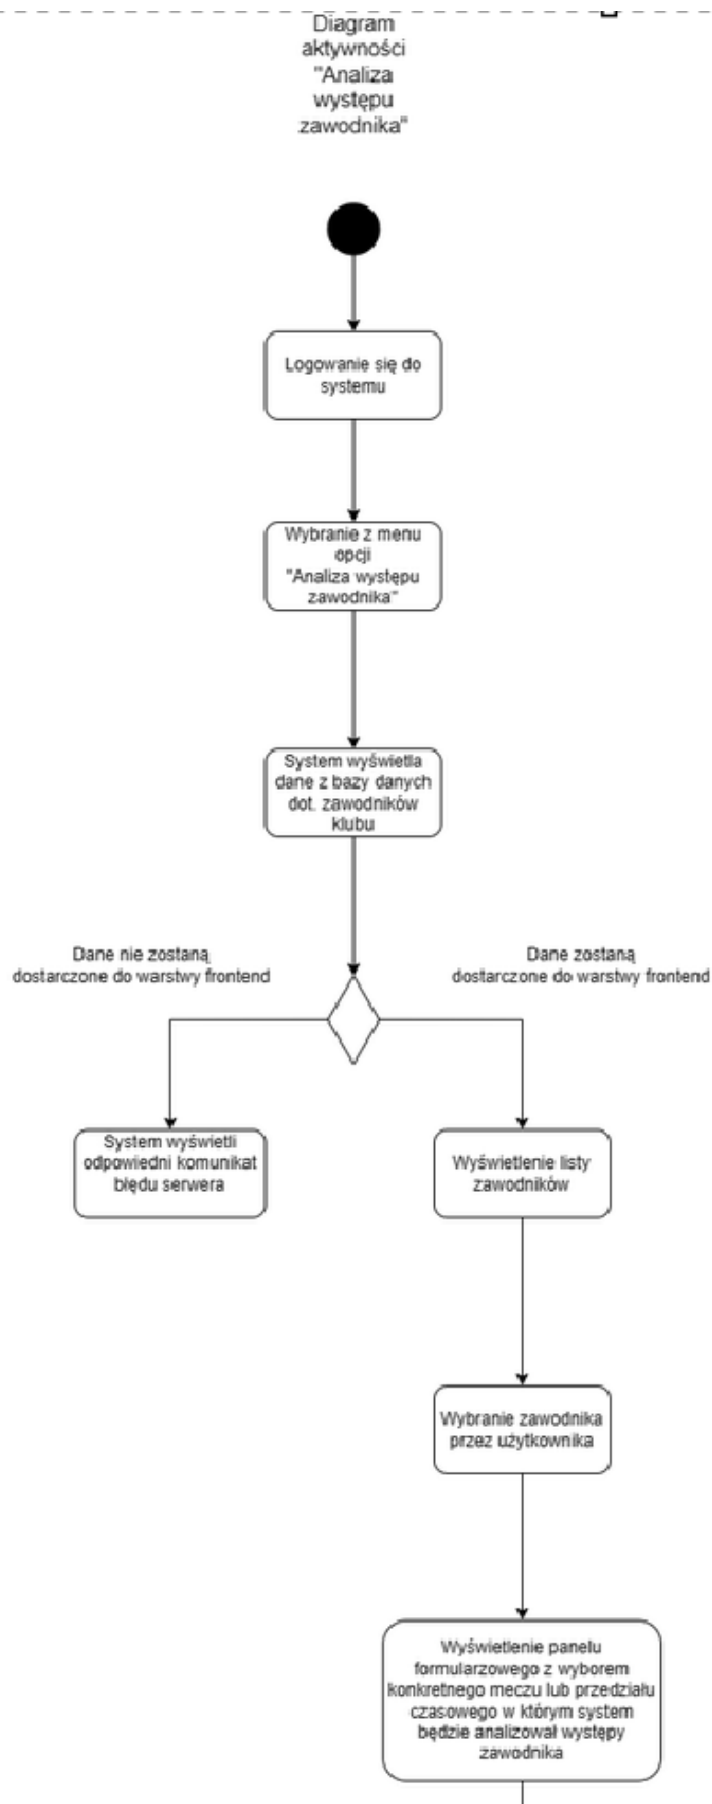 Diagram
aktywności
"Analiza
występu
zawodnika"
Logowanie się do
systemu
Wybranie z menu
opcji
"Analiza występu
zawodnika"
System wyświetla
dane z bazy danych
dot. zawodników
klubu
Dane nie zostaną
dostarczone do warstwy frontend
Dane zostaną
dostarczone do warstwy frontend
System wyświetli
odpowiedni komunikat
błędu serwera
Wyświetlenie listy
zawodników
Wybranie zawodnika
przez użytkownika
Wyświetlenie panelu
formularzowego z wyborem
konkretnego meczu lub przedziału
czasowego w którym system
będzie analizował występy
zawodnika